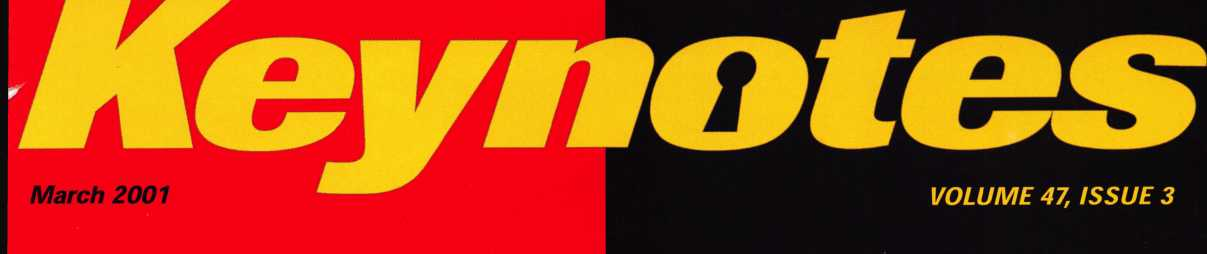 Keynotes
March 2001
VOLUME 47, ISSUE 3